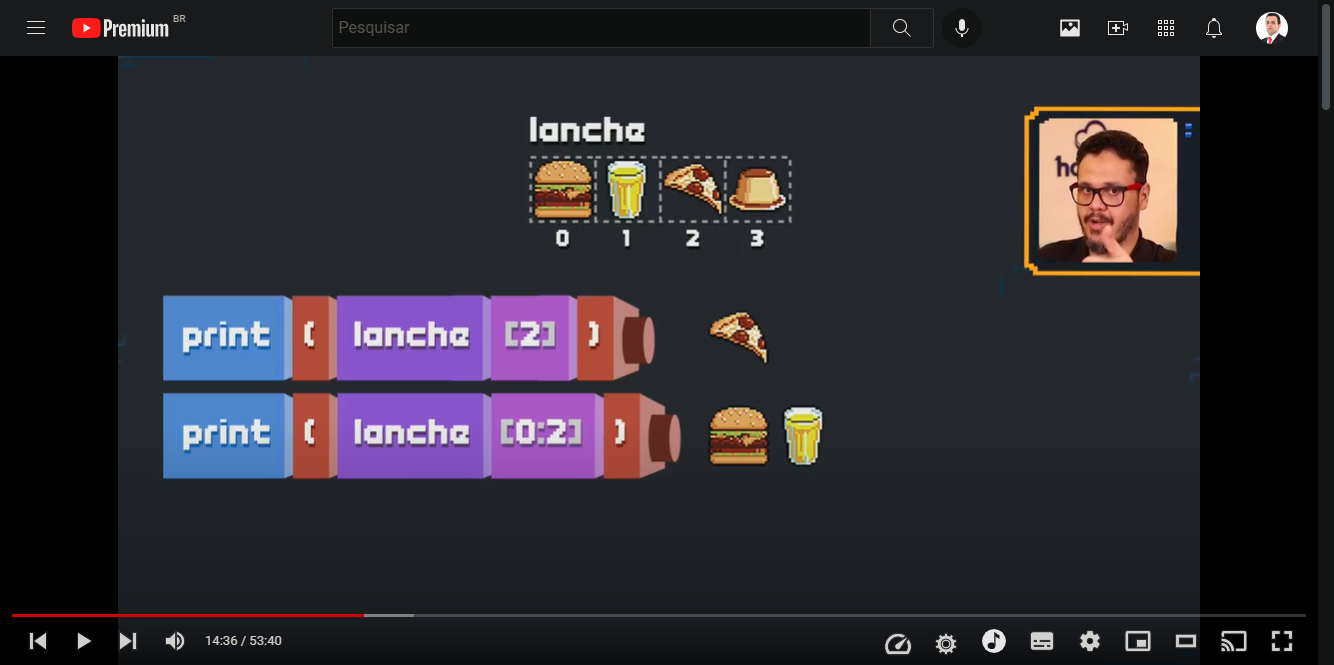 Premium BR
Pesquisar
lanche
0 1 2 3
print ( lanche [2] )
print ( lanche [0:2] )
14:36 / 53:40